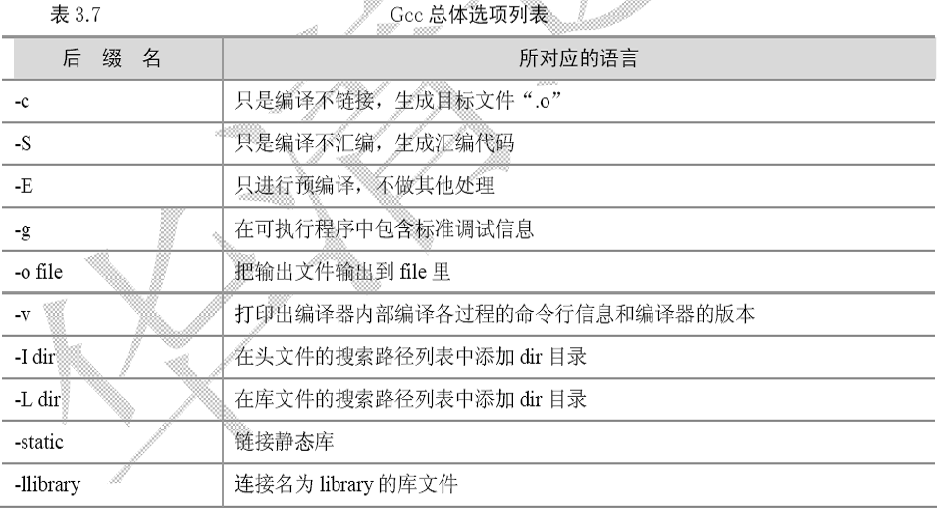 表 3.7 Gcc 总体选项列表
后 缀 名 所对应的语言
-c 只是编译不链接，生成目标文件“.o”
-S 只是编译不汇编，生成汇编代码
-E 只进行预编译，不做其他处理
-g 在可执行程序中包含标准调试信息
-o file 把输出文件输出到 file 里
-v 打印出编译器内部编译各过程的命令行信息和编译器的版本
-I dir 在头文件的搜索路径列表中添加 dir 目录
-L dir 在库文件的搜索路径列表中添加 dir 目录
-static 链接静态库
-llibrary 连接名为 library 的库文件